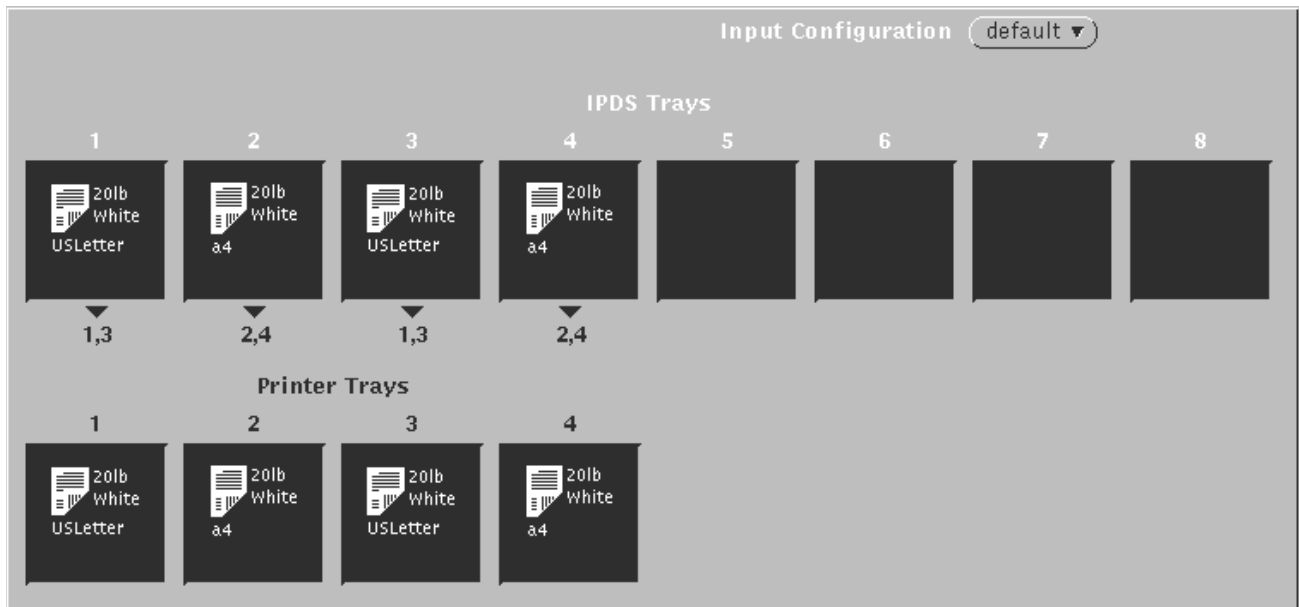 Input Configuration default
IPDS Trays
1 2 3 4 5 6 7 8
20lb 20lb 20lb 20lb
White White White White
USLetter a4 USLetter a4
1,3 2,4 1,3 2,4
Printer Trays
1 2 3 4
20lb 20lb 20lb 20lb
White White White White
USLetter a4 USLetter a4